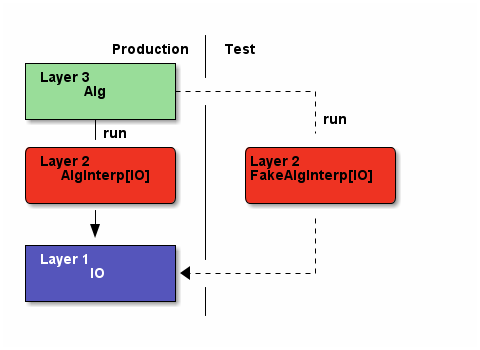 Production Test
Layer 3
Alg
run
run
Layer 2
AlgInterp[IO]
Layer 2
FakeAlgInterp[IO]
Layer 1
IO